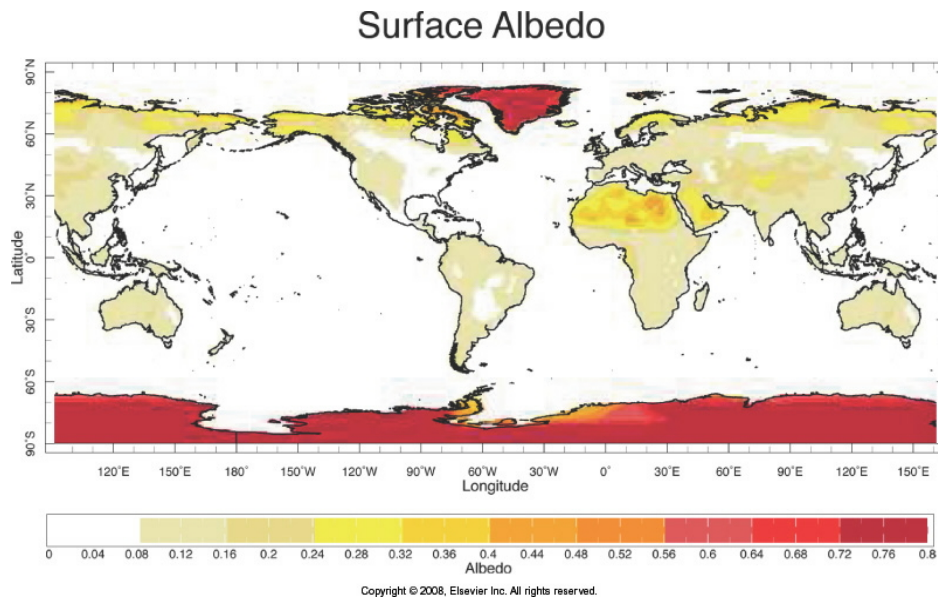 Surface Albedo
90°N
60°N
30°N
0°
30°S
60°S
90°S
Latitude
120°E 150°E 180° 150°W 120°W 90°W 60°W 30°W 0° 30°E 60°E 90°E 120°E 150°E
Longitude
0 0.04 0.08 0.12 0.16 0.2 0.24 0.28 0.32 0.36 0.4 0.44 0.48 0.52 0.56 0.6 0.64 0.68 0.72 0.76 0.8
Albedo
Copyright © 2008, Elsevier Inc. All rights reserved.